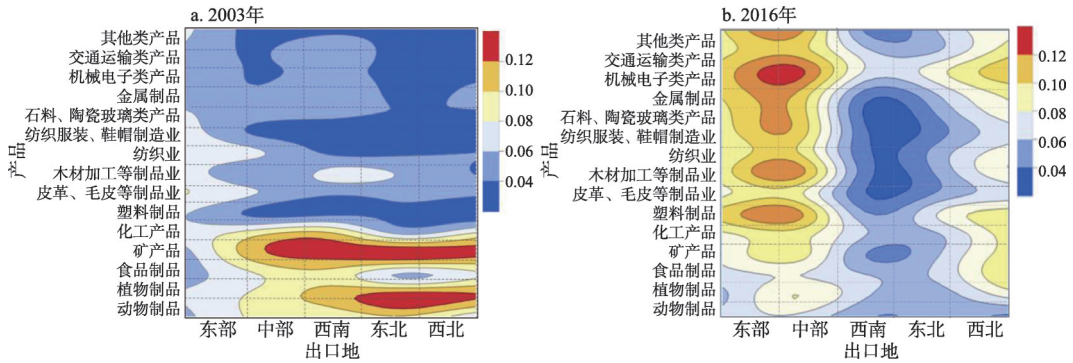 a. 2003年
其他类产品
交通运输类产品
机械电子类产品
金属制品
石料、陶瓷玻璃类产品
纺织服装、鞋帽制造业
纺织业
木材加工等制品业
皮革、毛皮等制品业
塑料制品
化工产品
矿产品
食品制品
植物制品
动物制品
产品
东部 中部 西南 东北 西北
出口地
0.12
0.10
0.08
0.06
0.04
b. 2016年
其他类产品
交通运输类产品
机械电子类产品
金属制品
石料、陶瓷玻璃类产品
纺织服装、鞋帽制造业
纺织业
木材加工等制品业
皮革、毛皮等制品业
塑料制品
化工产品
矿产品
食品制品
植物制品
动物制品
产品
东部 中部 西南 东北 西北
出口地
0.12
0.10
0.08
0.06
0.04